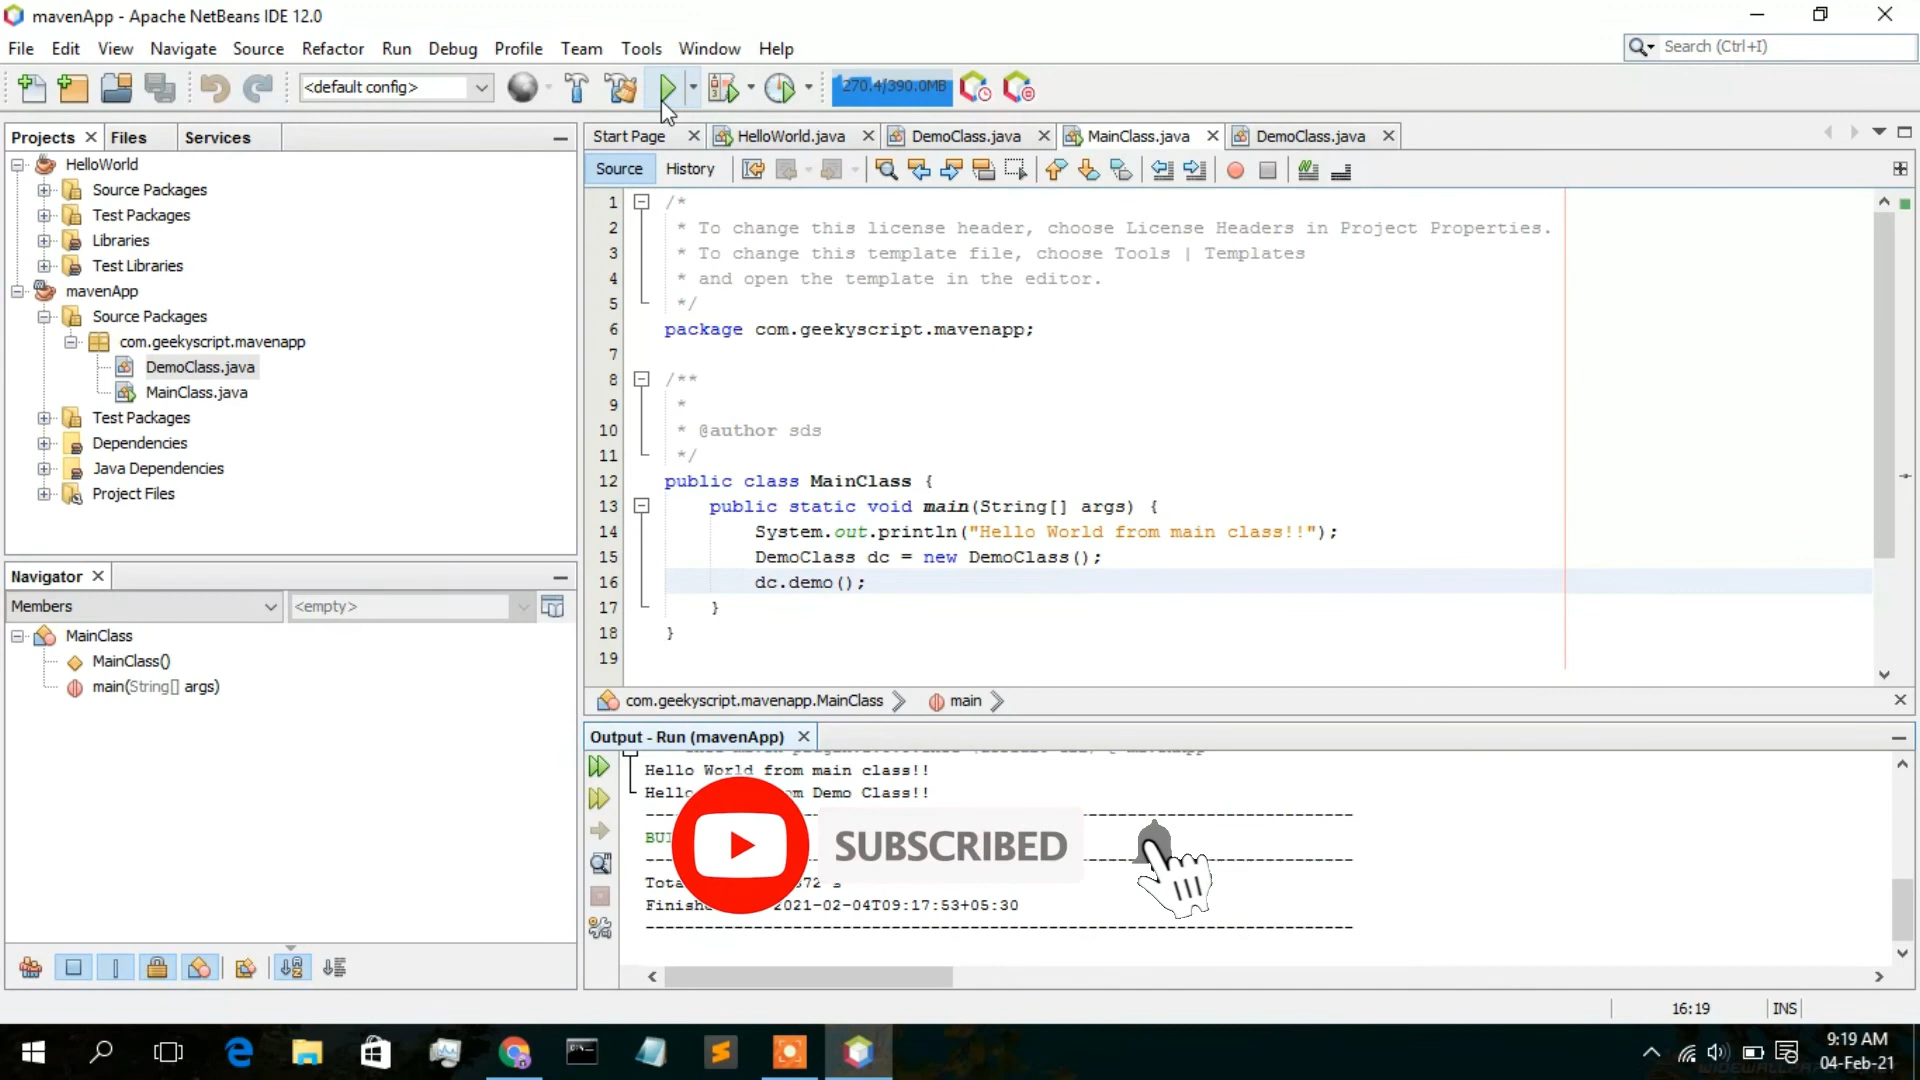 mavenApp - Apache NetBeans IDE 12.0
File Edit View Navigate Source Refactor Run Debug Profile Team Tools Window Help
Search (Ctrl+I)
<default config>
270.4/390.0MB
Projects Files Services
Start Page HelloWorld.java DemoClass.java MainClass.java DemoClass.java
Source History
HelloWorld
Source Packages
Test Packages
Libraries
Test Libraries
mavenApp
Source Packages
com.geekyscript.mavenapp
DemoClass.java
MainClass.java
Test Packages
Dependencies
Java Dependencies
Project Files
Navigator
Members
<empty>
MainClass
MainClass()
main(String[] args)
1 /*
2 * To change this license header, choose License Headers in Project Properties.
3 * To change this template file, choose Tools | Templates
4 * and open the template in the editor.
5 */
6 package com.geekyscript.mavenapp;
7
8 /**
9 *
10 * @author sds
11 */
12 public class MainClass {
13 public static void main(String[] args) {
14 System.out.println("Hello World from main class!!");
15 DemoClass dc = new DemoClass();
16 dc.demo();
17 }
18 }
19
com.geekyscript.mavenapp.MainClass main
Output - Run (mavenApp)
Hello World from main class!!
Hello Demo Class!!
------------------------------------------------------------------------
SUBSCRIBED
2021-02-04T09:17:53+05:30
------------------------------------------------------------------------
16:19 INS
9:19 AM
04-Feb-21